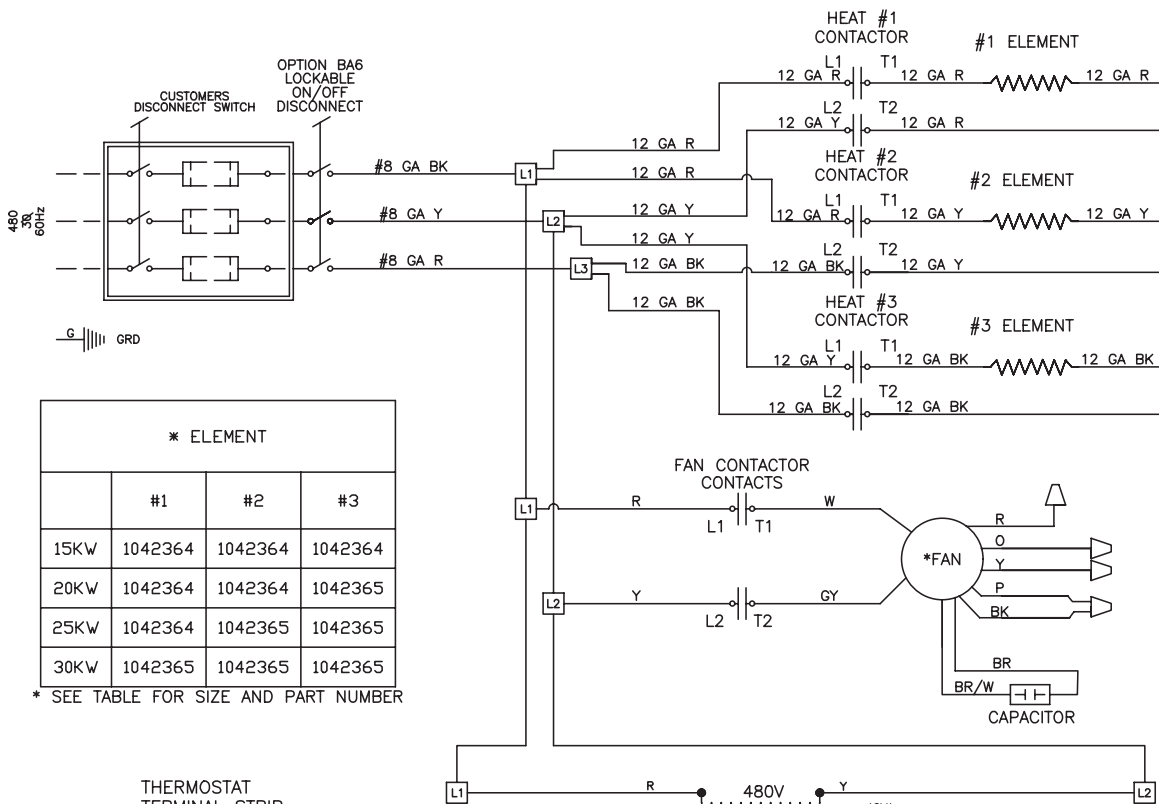 HEAT #1
CONTACTOR
#1 ELEMENT
L1 T1
12 GA R 12 GA R 12 GA R
L2 T2
12 GA Y 12 GA R
OPTION BA6
LOCKABLE
ON/OFF
DISCONNECT
CUSTOMERS
DISCONNECT SWITCH
480
3Ø
60Hz
#8 GA BK
L1
12 GA R
12 GA R
#8 GA Y
L2
12 GA Y
12 GA Y
#8 GA R
L3
12 GA BK
12 GA BK
HEAT #2
CONTACTOR
#2 ELEMENT
L1 T1
12 GA R 12 GA Y 12 GA Y
L2 T2
12 GA BK 12 GA Y
HEAT #3
CONTACTOR
#3 ELEMENT
L1 T1
12 GA Y 12 GA BK 12 GA BK
L2 T2
12 GA BK 12 GA BK
G GRD
* ELEMENT
#1 #2 #3
15KW 1042364 1042364 1042364
20KW 1042364 1042364 1042365
25KW 1042364 1042365 1042365
30KW 1042365 1042365 1042365
* SEE TABLE FOR SIZE AND PART NUMBER
FAN CONTACTOR
CONTACTS
L1 R W
L1 T1
L2 Y GY
L2 T2
*FAN
R
O
Y
P
BK
BR
BR/W
CAPACITOR
THERMOSTAT
TERMINAL STRIP
L1 R 480V Y L2